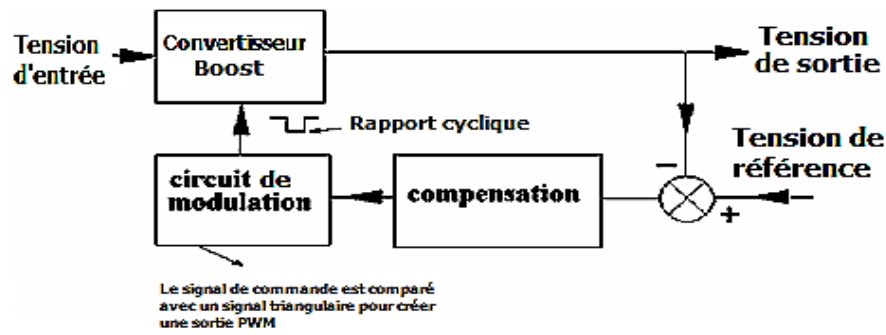 Tension
d'entrée
Convertisseur
Boost
Tension
de sortie
Rapport cyclique
Tension de
référence
circuit de
modulation
compensation
−
+
Le signal de commande est comparé
avec un signal triangulaire pour créer
une sortie PWM